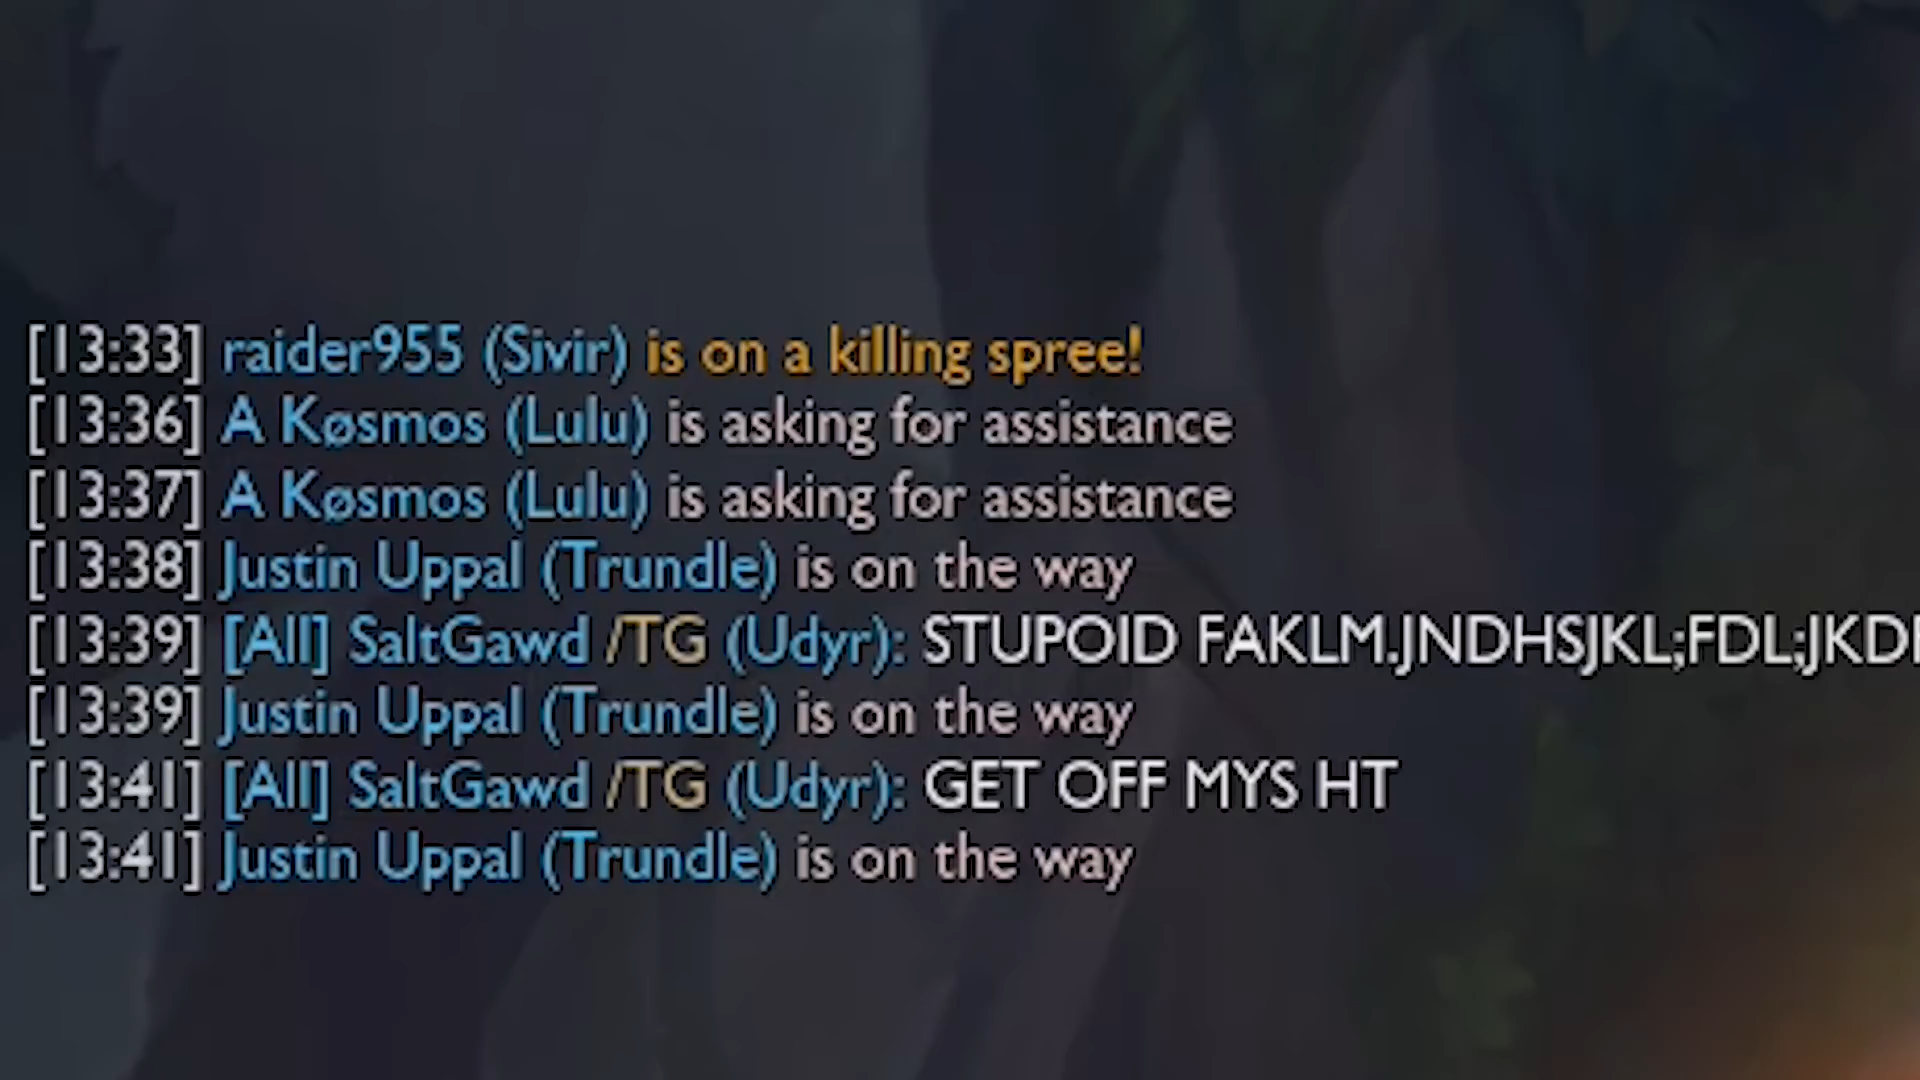 [13:33] raider955 (Sivir) is on a killing spree!
[13:36] A Køsmos (Lulu) is asking for assistance
[13:37] A Køsmos (Lulu) is asking for assistance
[13:38] Justin Uppal (Trundle) is on the way
[13:39] [All] SaltGawd /TG (Udyr): STUPOID FAKLM.JNDHSJKL;FDL;JKD
[13:39] Justin Uppal (Trundle) is on the way
[13:41] [All] SaltGawd /TG (Udyr): GET OFF MYS HT
[13:41] Justin Uppal (Trundle) is on the way